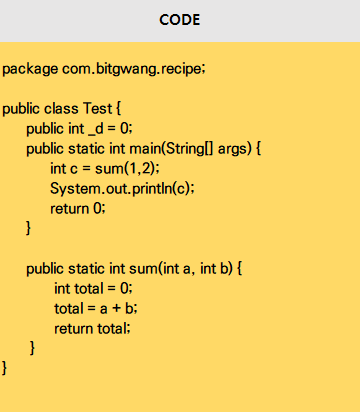 CODE
package com.bitgwang.recipe;
public class Test {
public int _d = 0;
public static int main(String[] args) {
int c = sum(1,2);
System.out.println(c);
return 0;
}
public static int sum(int a, int b) {
int total = 0;
total = a + b;
return total;
}
}